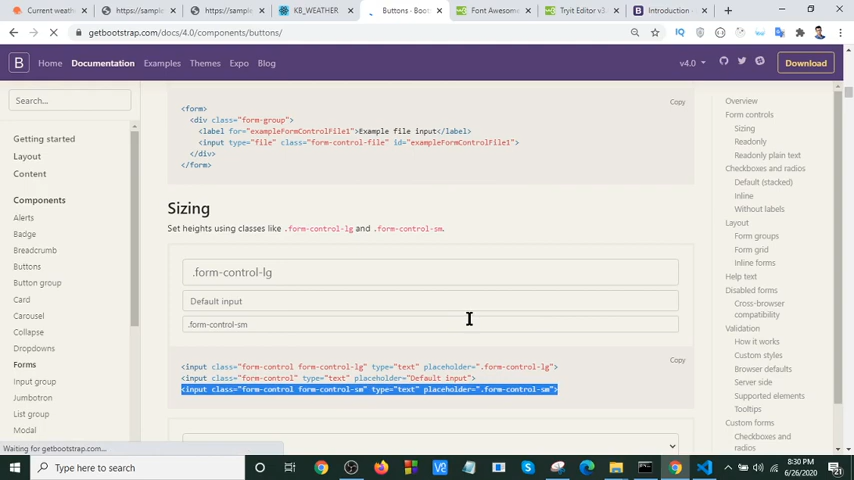 Current weath
https://sample
https://sample
KB_WEATHER
Buttons - Boot
Font Awesome
Tryit Editor v3
Introduction -
getbootstrap.com/docs/4.0/components/buttons/
B
Home
Documentation
Examples
Themes
Expo
Blog
v4.0
Download
Search...
Getting started
Layout
Content
Components
Alerts
Badge
Breadcrumb
Buttons
Button group
Card
Carousel
Collapse
Dropdowns
Forms
Input group
Jumbotron
List group
Modal
Copy
<form>
<div class="form-group">
<label for="exampleFormControlFile1">Example file input</label>
<input type="file" class="form-control-file" id="exampleFormControlFile1">
</div>
</form>
Sizing
Set heights using classes like .form-control-lg and .form-control-sm.
.form-control-lg
Default input
.form-control-sm
Copy
<input class="form-control form-control-lg" type="text" placeholder=".form-control-lg">
<input class="form-control" type="text" placeholder="Default input">
<input class="form-control form-control-sm" type="text" placeholder=".form-control-sm">
Overview
Form controls
Sizing
Readonly
Readonly plain text
Checkboxes and radios
Default (stacked)
Inline
Without labels
Layout
Form groups
Form grid
Inline forms
Help text
Disabled forms
Cross-browser
compatibility
Validation
How it works
Custom styles
Browser defaults
Server side
Supported elements
Tooltips
Custom forms
Checkboxes and
radios
Waiting for getbootstrap.com...
Type here to search
8:30 PM
6/26/2020